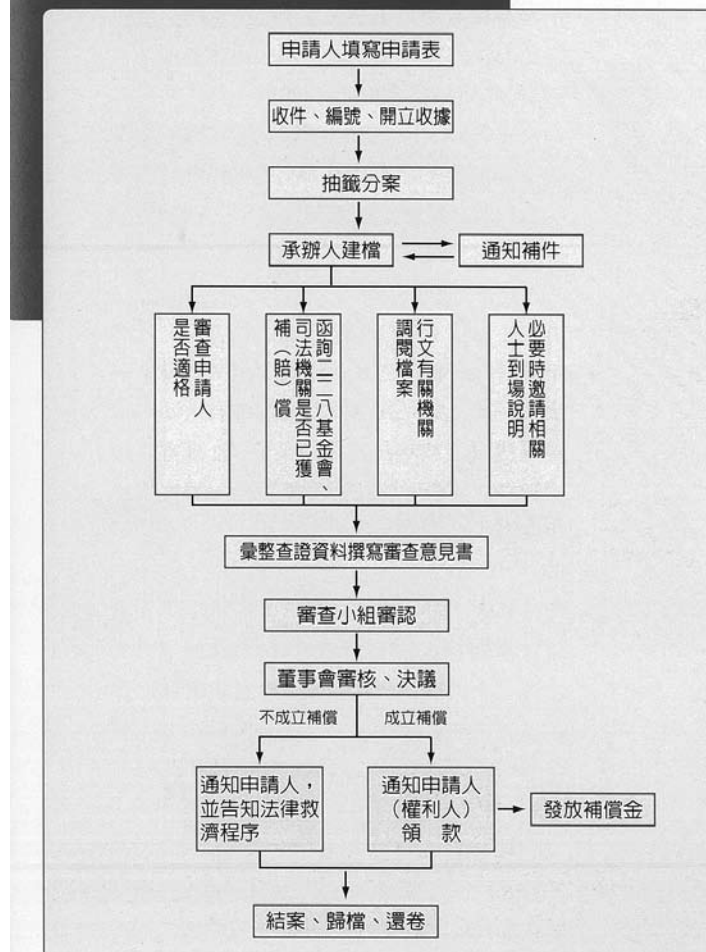 申請人填寫申請表
收件、編號、開立收據
抽籤分案
承辦人建檔
通知補件
審查申請人
是否適格
函詢二二八基金會、
司法機關是否已獲
補（賠）償
行文有關機關
調閱檔案
必要時邀請相關
人士到場說明
彙整查證資料撰寫審查意見書
審查小組審認
董事會審核、決議
不成立補償
成立補償
通知申請人，
並告知法律救
濟程序
通知申請人
（權利人）
領　款
發放補償金
結案、歸檔、還卷